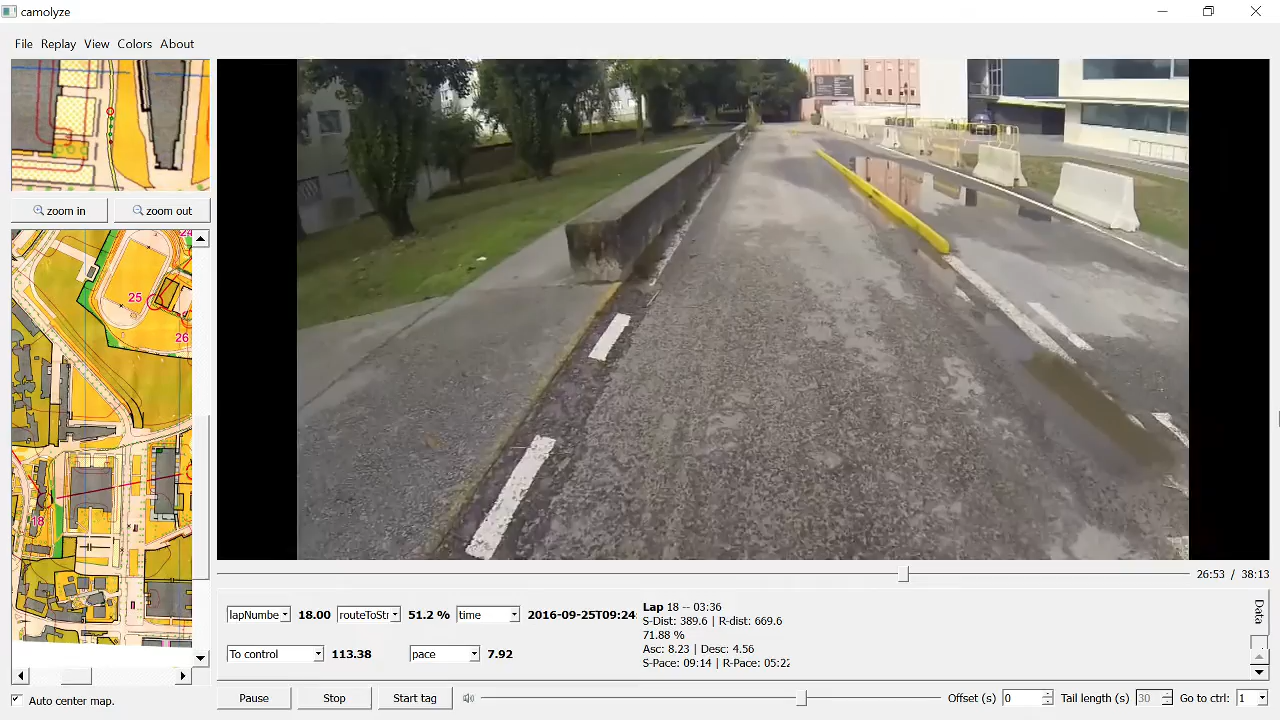 camolyze
File Replay View Colors About
zoom in zoom out
24
25
26
18
26:53 / 38:13
lapNumbe 18.00 routeToStr 51.2 % time 2016-09-25T09:24:
To control 113.38 pace 7.92
Lap 18 -- 03:36
S-Dist: 389.6 | R-dist: 669.6
71.88 %
Asc: 8.23 | Desc: 4.56
S-Pace: 09:14 | R-Pace: 05:22
Data
Auto center map.
Pause Stop Start tag Offset (s) 0 Tail length (s) 30 Go to ctrl: 1